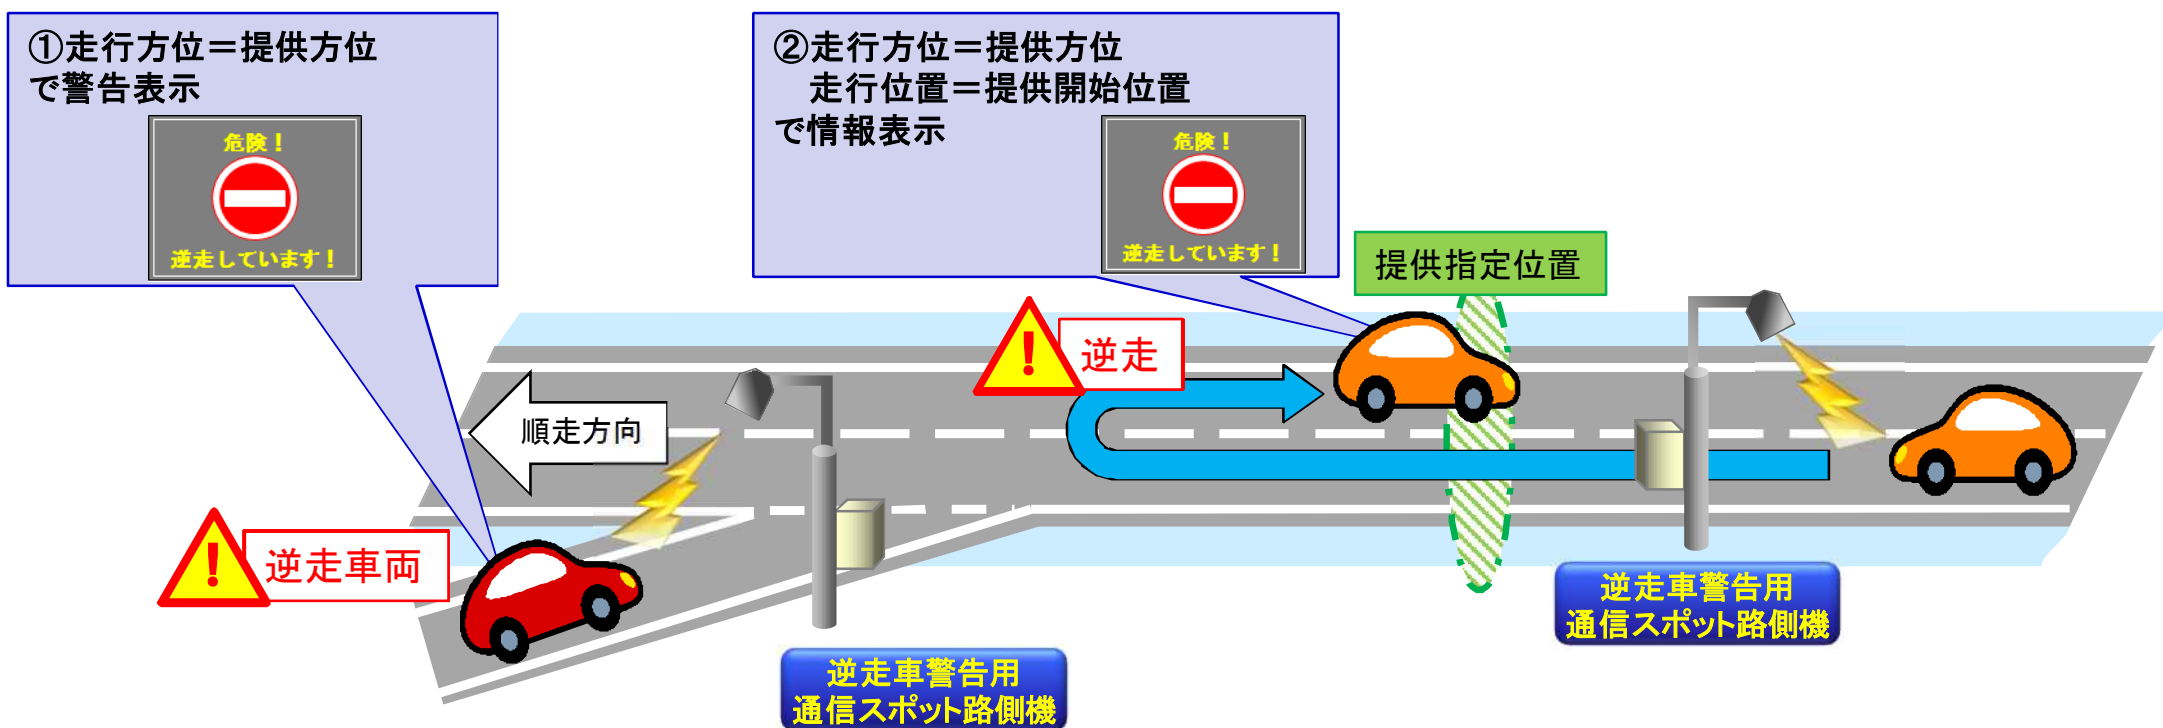 ①走行方位＝提供方位
で警告表示
危険！
逆走しています！
②走行方位＝提供方位
走行位置＝提供開始位置
で情報表示
危険！
逆走しています！
提供指定位置
逆走
順走方向
逆走車両
逆走車警告用
通信スポット路側機
逆走車警告用
通信スポット路側機